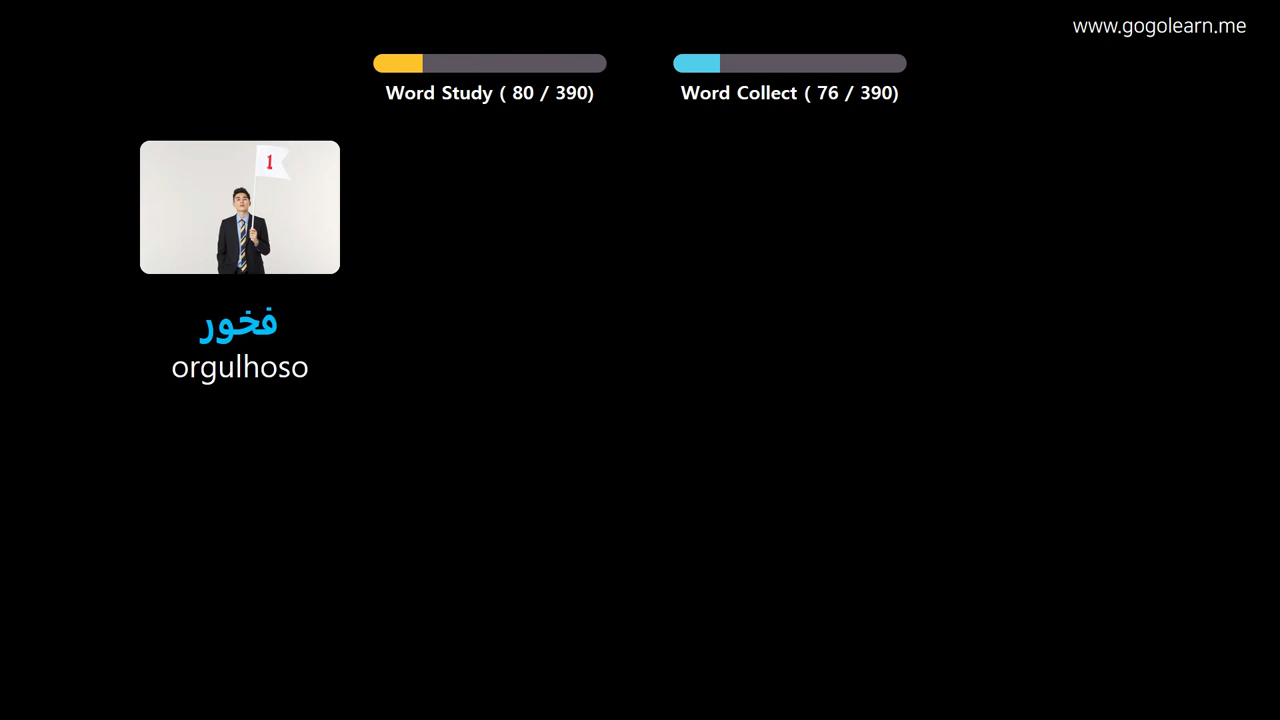 www.gogolearn.me
Word Study ( 80 / 390)
Word Collect ( 76 / 390)
1
فخور
orgulhoso